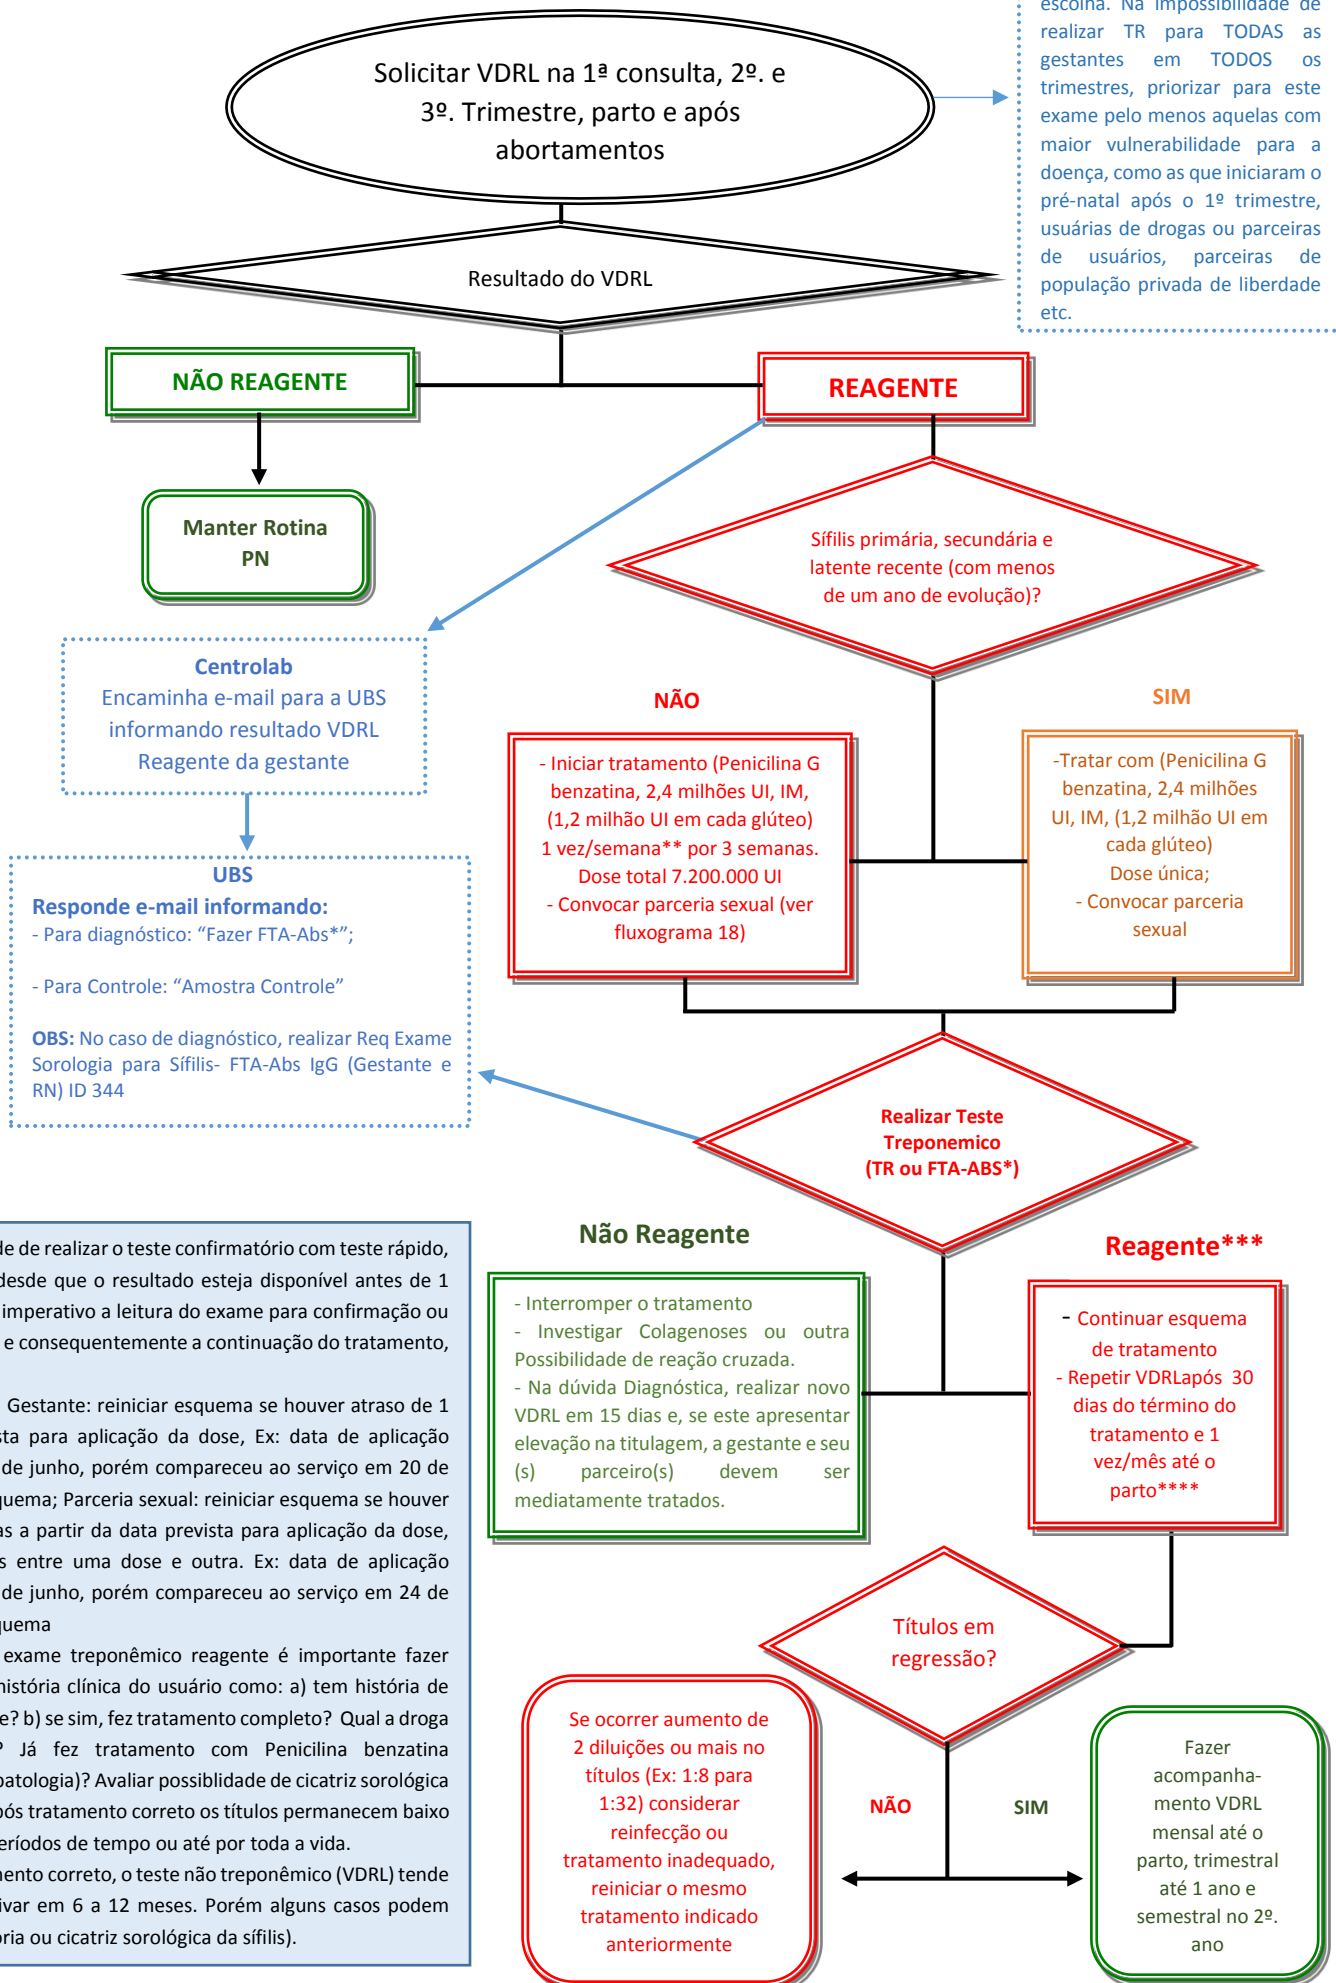 escolha. Na impossibilidade de
realizar TR para TODAS as
gestantes em TODOS os
trimestres, priorizar para este
exame pelo menos aquelas com
maior vulnerabilidade para a
doença, como as que iniciaram o
pré-natal após o 1º trimestre,
usuárias de drogas ou parceiras
de usuários, parceiras de
população privada de liberdade
etc.
Solicitar VDRL na 1ª consulta, 2º. e
3º. Trimestre, parto e após
abortamentos
Resultado do VDRL
NÃO REAGENTE
REAGENTE
Manter Rotina
PN
Sífilis primária, secundária e
latente recente (com menos
de um ano de evolução)?
Centrolab
Encaminha e-mail para a UBS
informando resultado VDRL
Reagente da gestante
NÃO
SIM
- Iniciar tratamento (Penicilina G
benzatina, 2,4 milhões UI, IM,
(1,2 milhão UI em cada glúteo)
1 vez/semana** por 3 semanas.
Dose total 7.200.000 UI
- Convocar parceria sexual (ver
fluxograma 18)
-Tratar com (Penicilina G
benzatina, 2,4 milhões
UI, IM, (1,2 milhão UI em
cada glúteo)
Dose única;
- Convocar parceria
sexual
UBS
Responde e-mail informando:
- Para diagnóstico: “Fazer FTA-Abs*”;
- Para Controle: “Amostra Controle”
OBS: No caso de diagnóstico, realizar Req Exame
Sorologia para Sífilis- FTA-Abs IgG (Gestante e
RN) ID 344
Realizar Teste
Treponemico
(TR ou FTA-ABS*)
Não Reagente
Reagente***
- Interromper o tratamento
- Investigar Colagenoses ou outra
Possibilidade de reação cruzada.
- Na dúvida Diagnóstica, realizar novo
VDRL em 15 dias e, se este apresentar
elevação na titulagem, a gestante e seu
(s) parceiro(s) devem ser
mediatamente tratados.
- Continuar esquema
de tratamento
- Repetir VDRLapós 30
dias do término do
tratamento e 1
vez/mês até o
parto****
de de realizar o teste confirmatório com teste rápido,
desde que o resultado esteja disponível antes de 1
imperativo a leitura do exame para confirmação ou
e consequentemente a continuação do tratamento,
Gestante: reiniciar esquema se houver atraso de 1
sta para aplicação da dose, Ex: data de aplicação
de junho, porém compareceu ao serviço em 20 de
quema; Parceria sexual: reiniciar esquema se houver
as a partir da data prevista para aplicação da dose,
s entre uma dose e outra. Ex: data de aplicação
de junho, porém compareceu ao serviço em 24 de
quema
exame treponêmico reagente é importante fazer
história clínica do usuário como: a) tem história de
e? b) se sim, fez tratamento completo? Qual a droga
? Já fez tratamento com Penicilina benzatina
patologia)? Avaliar possiblidade de cicatriz sorológica
pós tratamento correto os títulos permanecem baixo
eríodos de tempo ou até por toda a vida.
mento correto, o teste não treponêmico (VDRL) tende
ivar em 6 a 12 meses. Porém alguns casos podem
oria ou cicatriz sorológica da sífilis).
Títulos em
regressão?
NÃO
SIM
Se ocorrer aumento de
2 diluições ou mais no
títulos (Ex: 1:8 para
1:32) considerar
reinfecção ou
tratamento inadequado,
reiniciar o mesmo
tratamento indicado
anteriormente
Fazer
acompanha-
mento VDRL
mensal até o
parto, trimestral
até 1 ano e
semestral no 2º.
ano